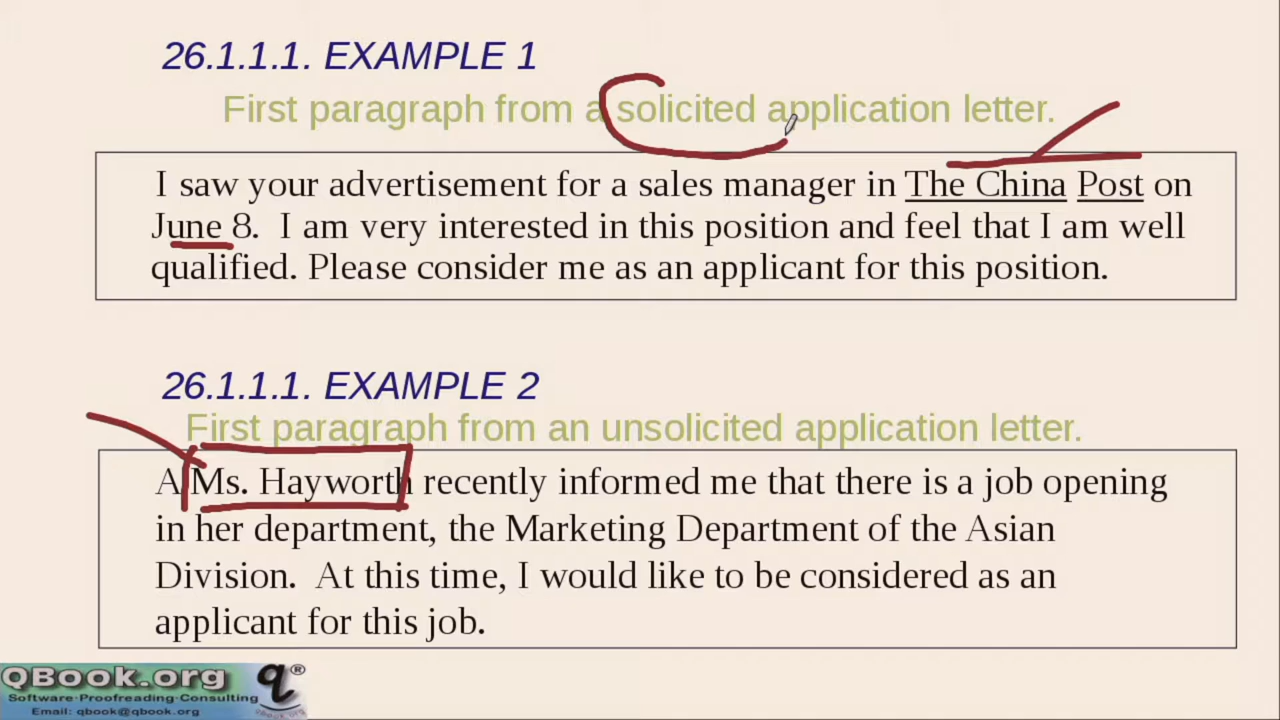 26.1.1.1. EXAMPLE 1
First paragraph from a solicited application letter.
I saw your advertisement for a sales manager in The China Post on
June 8.  I am very interested in this position and feel that I am well
qualified. Please consider me as an applicant for this position.
26.1.1.1. EXAMPLE 2
First paragraph from an unsolicited application letter.
A Ms. Hayworth recently informed me that there is a job opening
in her department, the Marketing Department of the Asian
Division.  At this time, I would like to be considered as an
applicant for this job.
QBook.org q®
Software·Proofreading·Consulting
Email: qbook@qbook.org qbook.org